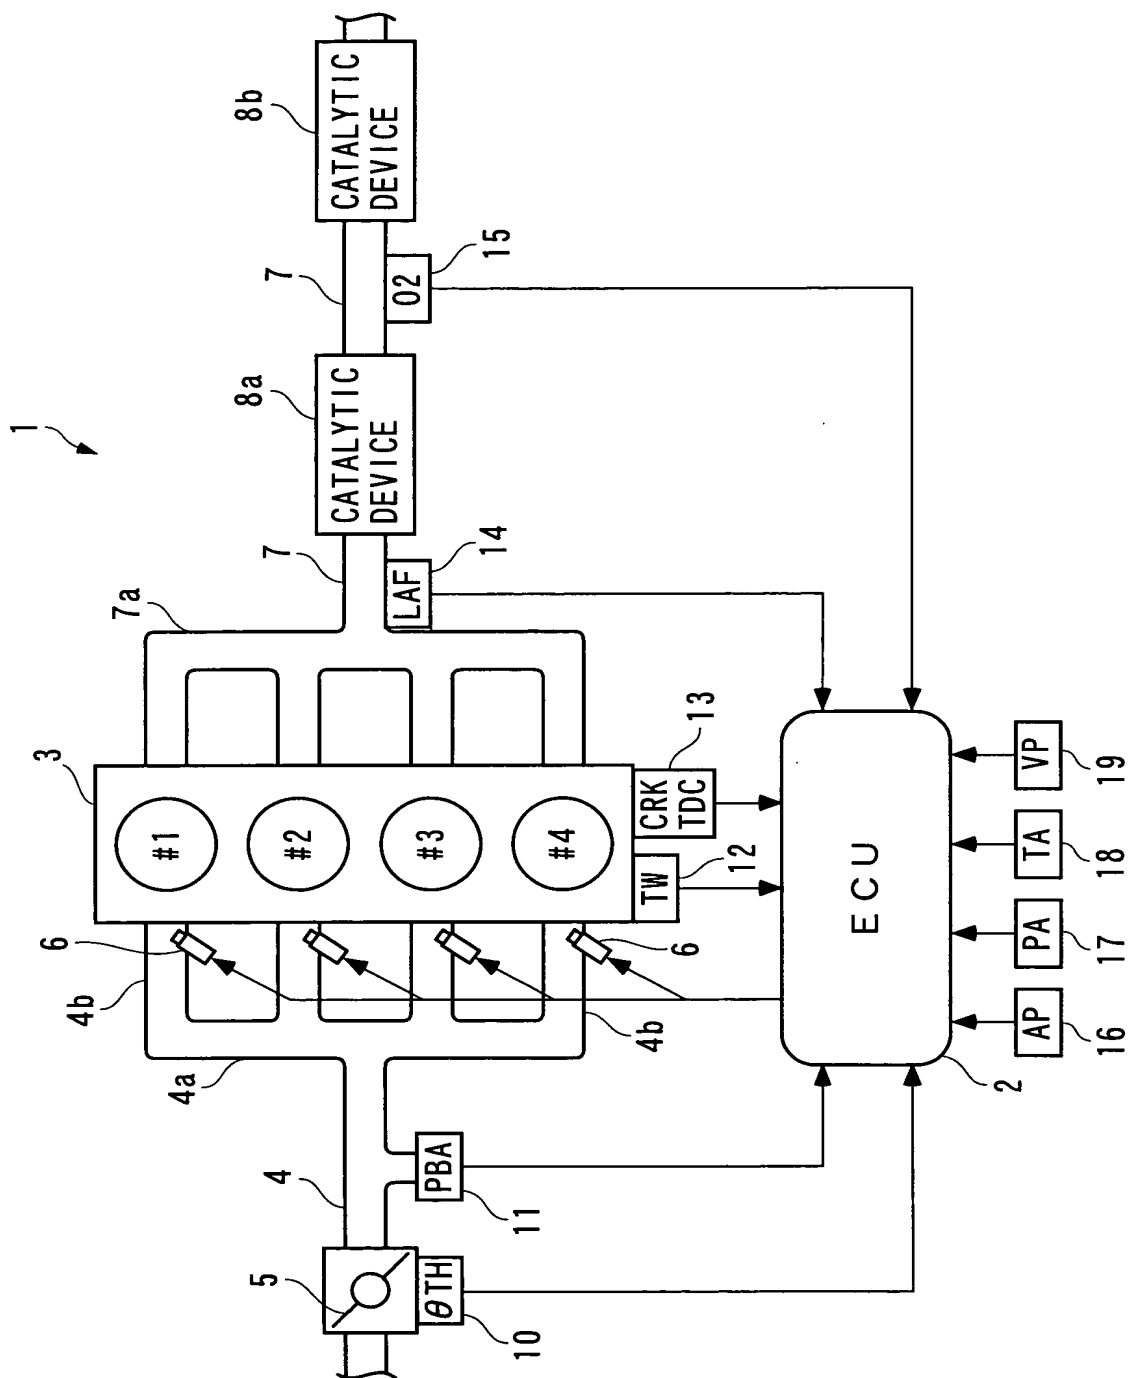 1
3
7a
7
8a
7
8b
CATALYTIC
DEVICE
CATALYTIC
DEVICE
4b
6
#1
#2
#3
#4
4a
4
5
θTH
10
PBA
11
4b
6
TW
12
CRK
TDC
13
LAF
14
O2
15
ECU
2
AP
16
PA
17
TA
18
VP
19